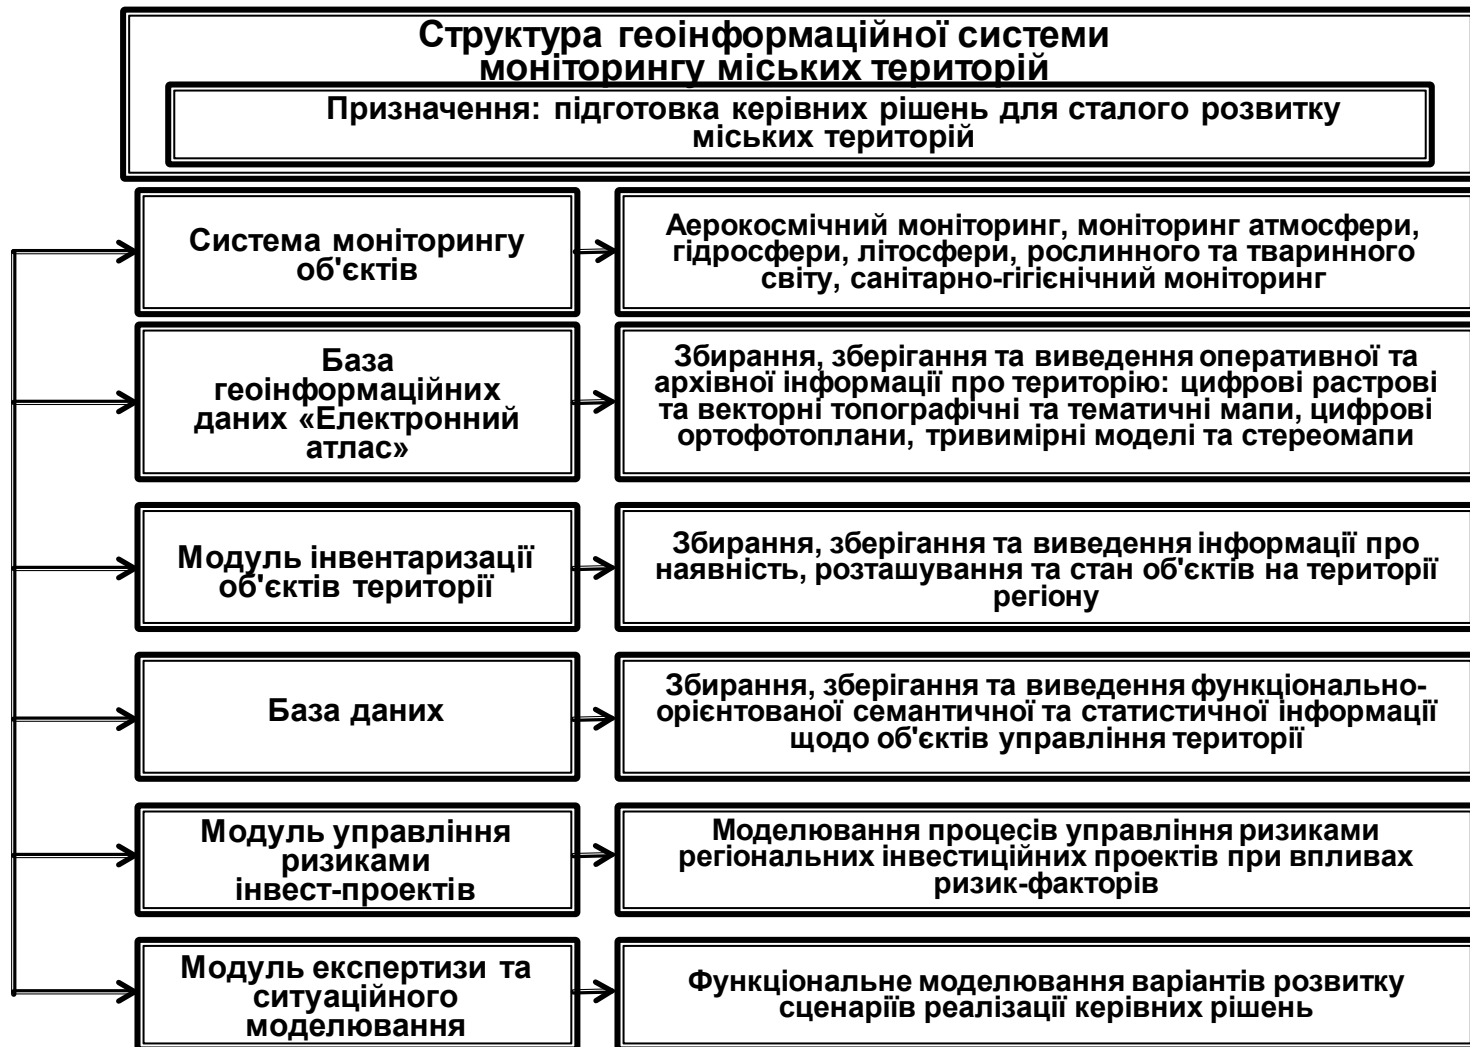 Структура геоінформаційної системи
моніторингу міських територій
Призначення: підготовка керівних рішень для сталого розвитку
міських територій
Система моніторингу
об'єктів
Аерокосмічний моніторинг, моніторинг атмосфери,
гідросфери, літосфери, рослинного та тваринного
світу, санітарно-гігієнічний моніторинг
База
геоінформаційних
даних «Електронний
атлас»
Збирання, зберігання та виведення оперативної та
архівної інформації про територію: цифрові растрові
та векторні топографічні та тематичні мапи, цифрові
ортофотоплани, тривимірні моделі та стереомапи
Модуль інвентаризації
об'єктів території
Збирання, зберігання та виведення інформації про
наявність, розташування та стан об'єктів на території
регіону
База даних
Збирання, зберігання та виведення функціонально-
орієнтованої семантичної та статистичної інформації
щодо об'єктів управління території
Модуль управління
ризиками
інвест-проектів
Моделювання процесів управління ризиками
регіональних інвестиційних проектів при впливах
ризик-факторів
Модуль експертизи та
ситуаційного
моделювання
Функціональне моделювання варіантів розвитку
сценаріїв реалізації керівних рішень